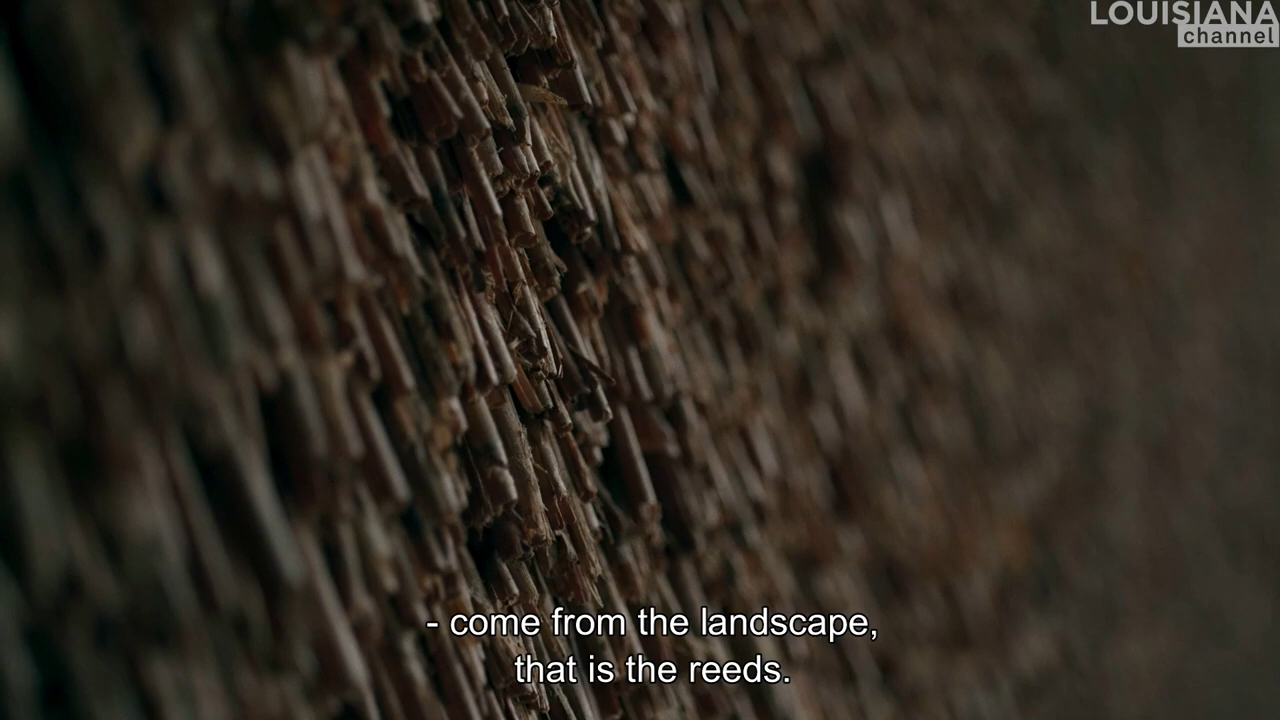 LOUISIANA
channel
- come from the landscape,
that is the reeds.